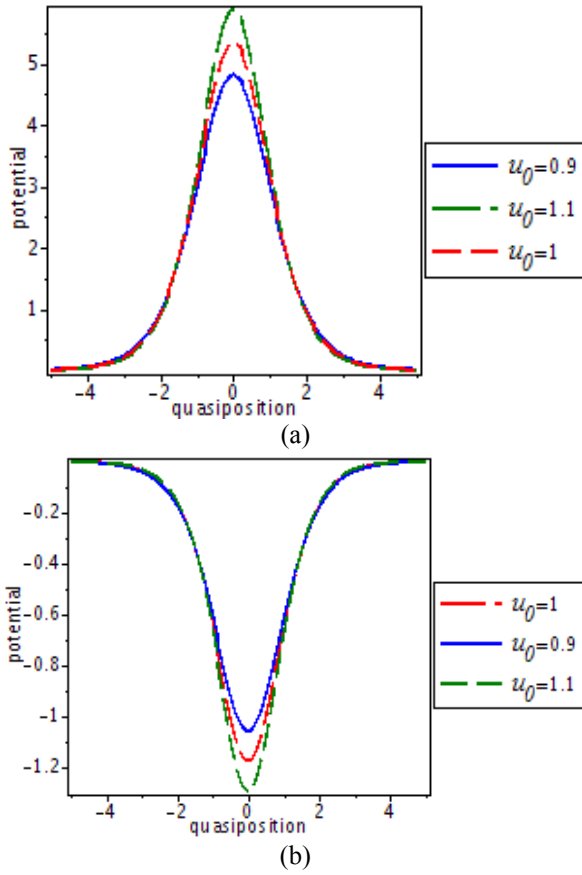 5
4
potential
3
2
1
−4
−2
0
2
4
quasiposition
u0=0.9
u0=1.1
u0=1
(a)
−0.2
−0.4
−0.6
potential
−0.8
−1
−1.2
−4
−2
0
2
4
quasiposition
u0=1
u0=0.9
u0=1.1
(b)